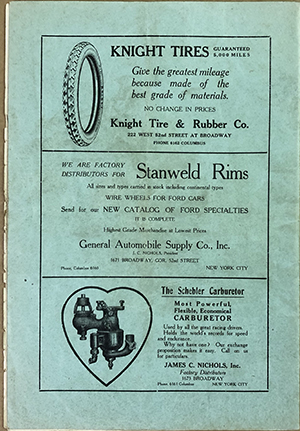 KNIGHT TIRES GUARANTEED 5,000 MILES
Give the greatest mileage
because made of the
best grade of materials.
NO CHANGE IN PRICES
Knight Tire & Rubber Co.
222 WEST 52nd STREET AT BROADWAY
PHONE 6162 COLUMBUS
WE ARE FACTORY
DISTRIBUTORS FOR
Stanweld Rims
All sizes and types carried in stock including continental types
WIRE WHEELS FOR FORD CARS
Send for our NEW CATALOG OF FORD SPECIALTIES
IT IS COMPLETE
Highest Grade Merchandise at Lowest Prices
General Automobile Supply Co., Inc.
J. C. NICHOLS, President
1671 BROADWAY, COR. 52nd STREET
Phone, Columbus
NEW YORK CITY
The Schebler Carburetor
Most Powerful,
Flexible, Economical
CARBURETOR
Used by all the great racing drivers.
Holds the world's records for speed
and endurance.
Why not have one? Our exchange
proposition makes it easy. Call on us
for particulars.
JAMES C. NICHOLS, Inc.
Factory Distributors
1675 BROADWAY
Phone Columbus
NEW YORK CITY